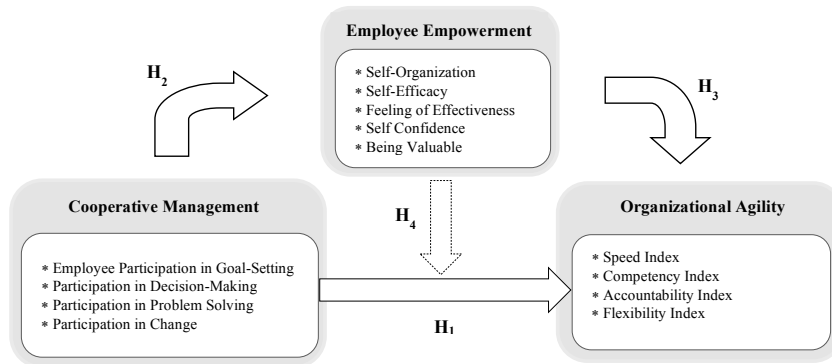 Employee Empowerment
* Self-Organization
* Self-Efficacy
* Feeling of Effectiveness
* Self Confidence
* Being Valuable
H2
H3
Cooperative Management
* Employee Participation in Goal-Setting
* Participation in Decision-Making
* Participation in Problem Solving
* Participation in Change
H4
H1
Organizational Agility
* Speed Index
* Competency Index
* Accountability Index
* Flexibility Index